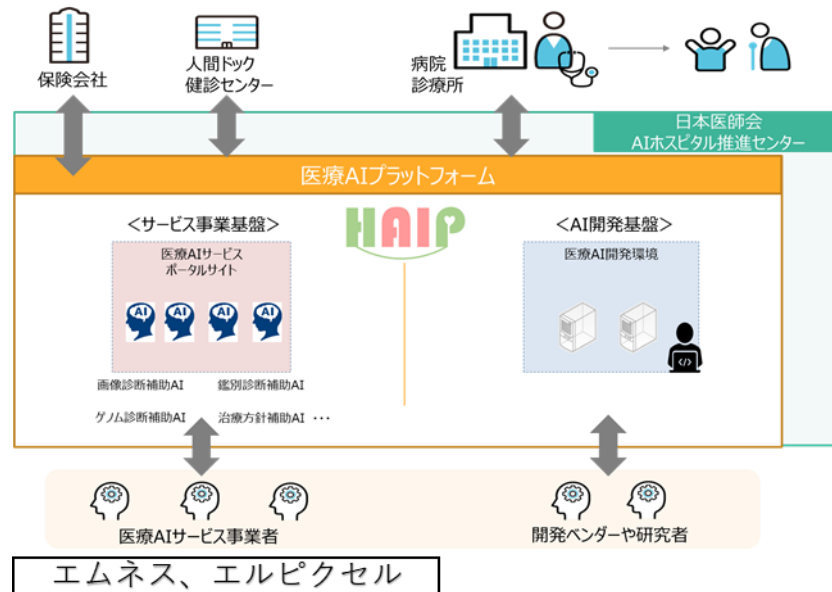 保険会社
人間ドック
健診センター
病院
診療所
日本医師会
AIホスピタル推進センター
医療AIプラットフォーム
<サービス事業基盤>
HAIP
<AI開発基盤>
医療AIサービス
ポータルサイト
医療AI開発環境
AI AI AI AI
</>
画像診断補助AI 鑑別診断補助AI
ゲノム診断補助AI 治療方針補助AI ･･･
医療AIサービス事業者
開発ベンダーや研究者
エムネス、エルピクセル